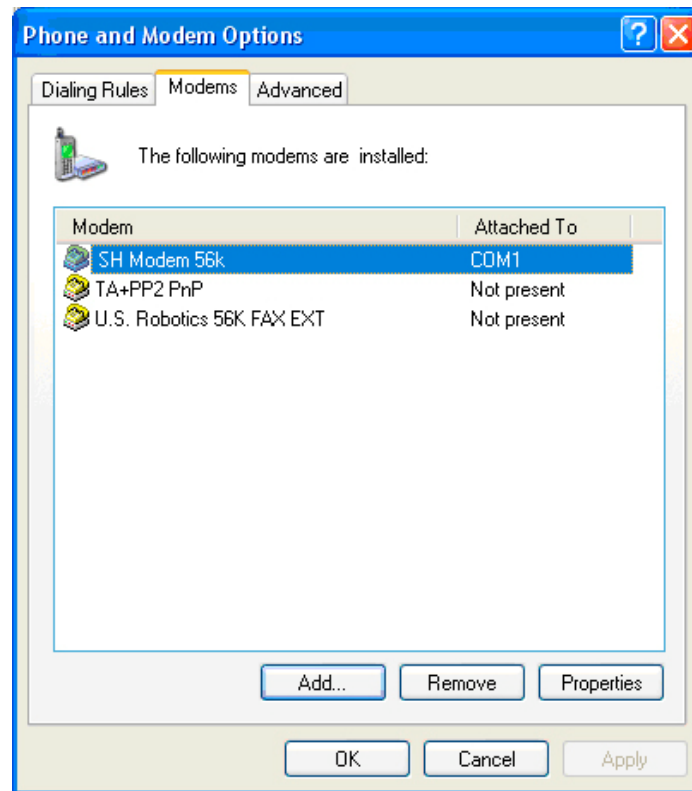 Phone and Modem Options
Dialing Rules Modems Advanced
The following modems are installed:
Modem Attached To
SH Modem 56k COM1
TA+PP2 PnP Not present
U.S. Robotics 56K FAX EXT Not present
Add... Remove Properties
OK Cancel Apply